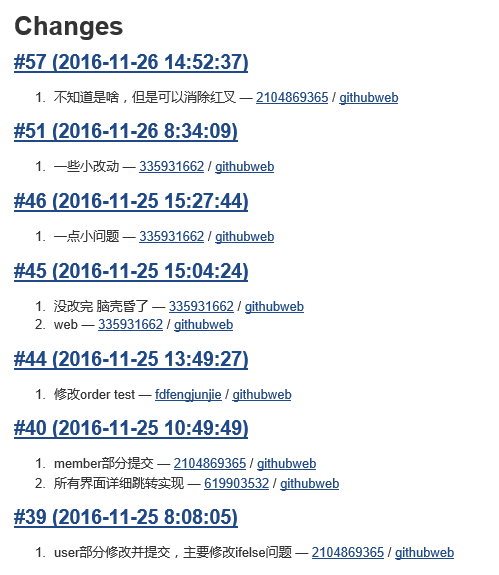 Changes
#57 (2016-11-26 14:52:37)
1. 不知道是啥，但是可以消除红叉 — 2104869365 / githubweb
#51 (2016-11-26 8:34:09)
1. 一些小改动 — 335931662 / githubweb
#46 (2016-11-25 15:27:44)
1. 一点小问题 — 335931662 / githubweb
#45 (2016-11-25 15:04:24)
1. 没改完 脑壳昏了 — 335931662 / githubweb
2. web — 335931662 / githubweb
#44 (2016-11-25 13:49:27)
1. 修改order test — fdfengjunjie / githubweb
#40 (2016-11-25 10:49:49)
1. member部分提交 — 2104869365 / githubweb
2. 所有界面详细跳转实现 — 619903532 / githubweb
#39 (2016-11-25 8:08:05)
1. user部分修改并提交，主要修改ifelse问题 — 2104869365 / githubweb